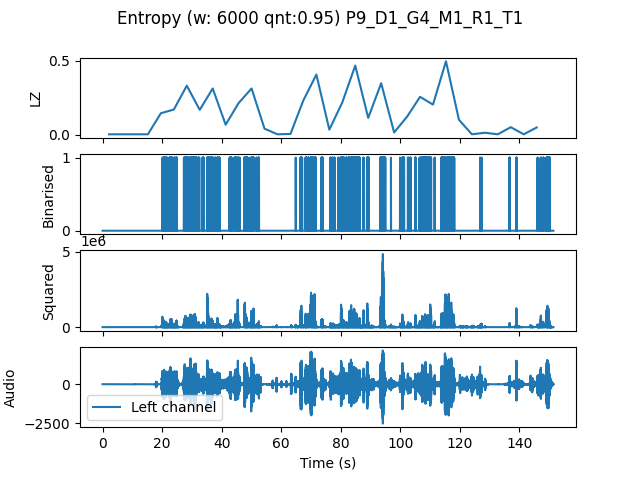 Entropy (w: 6000 qnt:0.95) P9_D1_G4_M1_R1_T1
0.5
LZ
0.0
1
Binarised
0
1e6
5
Squared
0
Audio
0
Left channel
−2500
0 20 40 60 80 100 120 140
Time (s)